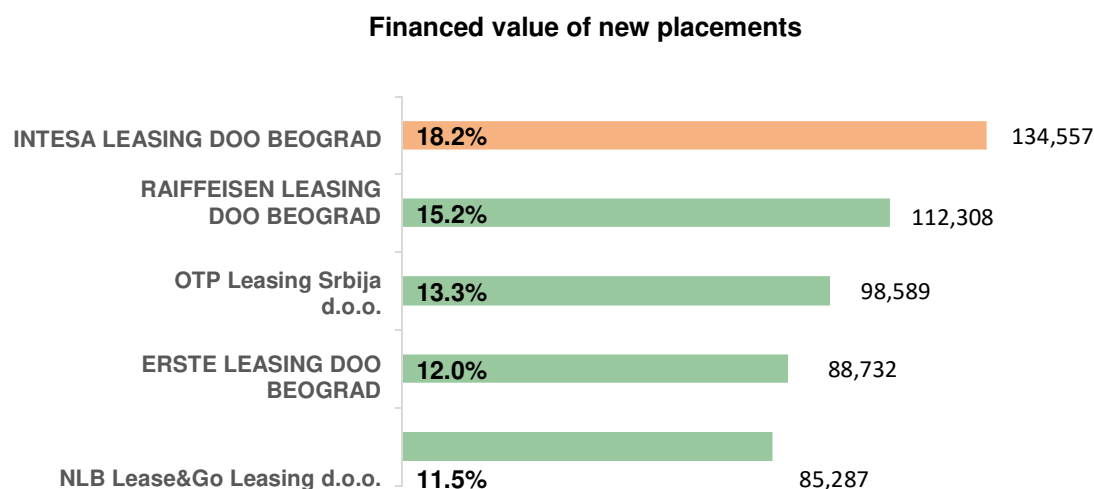 Financed value of new placements
INTESA LEASING DOO BEOGRAD 18.2% 134,557
RAIFFEISEN LEASING
DOO BEOGRAD 15.2% 112,308
OTP Leasing Srbija
d.o.o. 13.3% 98,589
ERSTE LEASING DOO
BEOGRAD 12.0% 88,732
NLB Lease&Go Leasing d.o.o. 11.5% 85,287